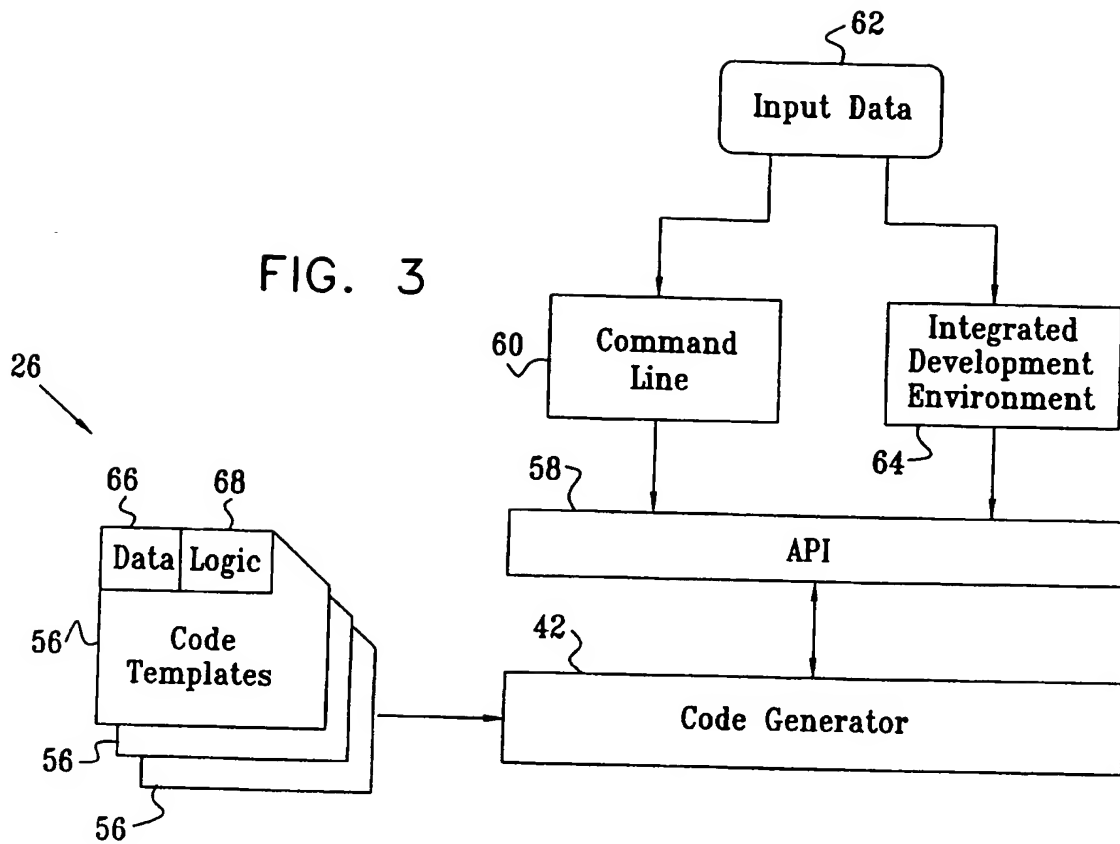 62
Input Data
FIG. 3
60
Command
Line
Integrated
Development
Environment
64
26
66
68
58
Data
Logic
API
56
Code
Templates
42
Code Generator
56
56